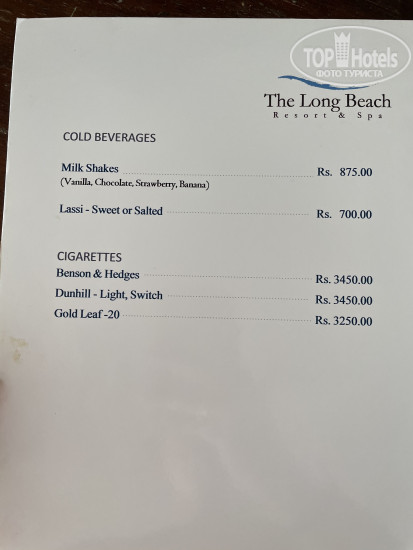 TOP Hotels
ФОТО ТУРИСТА
The Long Beach
Resort & Spa
COLD BEVERAGES
Milk Shakes Rs. 875.00
(Vanilla, Chocolate, Strawberry, Banana)
Lassi - Sweet or Salted Rs. 700.00
CIGARETTES
Benson & Hedges Rs. 3450.00
Dunhill - Light, Switch Rs. 3450.00
Gold Leaf -20 Rs. 3250.00